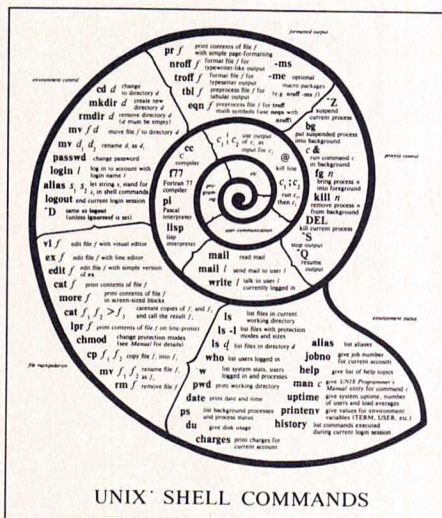 formatted output
pr f print contents of file f
with simple page-formatting
nroff f format file f for
typewriter-like output
-ms
troff f format file f for
typesetter output
-me optional
macro packages
(e.g. nroff -ms f)
tbl f preprocess file f for
tabular output
eqn f preprocess file f for troff
math symbols (use neqn with
nroff)
environment control
cd d change
to directory d
mkdir d create new
directory d
rmdir d remove directory d
(d must be empty)
mv f d move file f to directory d
mv d₁ d₂ rename d₁ as d₂
passwd change password
login l log in to account with
login name l
alias s₁ s₂ let string s₁ stand for
s₂ in shell commands
logout end current login session
^D same as logout
(unless ignoreeof is set)
cc
C
compiler
f77
Fortran 77
compiler
pi
Pascal
interpreter
lisp
lisp
interpreter
C₁ ¦ C₂ use output
of c₁ as
input for c₂
@
kill line
C₁ ; C₂
run c₁,
then c₂
etc
user communication
mail read mail
mail l send mail to user l
write l talk to user l
currently logged in
process control
^Z
suspend
current process
bg
put suspended process
into background
c &
run command c
in background
fg n
bring process n
into foreground
kill n
remove process n
from background
DEL
kill current process
^S
stop output
^Q
resume
output
vi f edit file f with visual editor
ex f edit file f with line editor
edit f edit file f with simple version
of ex
cat f print contents of file f
more f print contents of file f
in screen-sized blocks
cat f₁ f₂ > f₃ catenate copies of f₁ and f₂
and call the result f₃
lpr f print contents of file f on line-printer
chmod change protection modes
(see Manual for details)
cp f₁ f₂ copy file f₁ into f₂
mv f₁ f₂ rename file f₁
as f₂
rm f remove file f
file manipulation
environment status
ls list files in current
working directory
ls -l list files with protection
modes and sizes
ls d list files in directory d
who list users logged in
w list system stats, users
logged in and processes
pwd print working directory
date print date and time
ps list background processes
and process status
du give disk usage
charges print charges for
current account
alias list aliases
jobno give job number
for current account
help give list of help topics
man c give UNIX Programmer's
Manual entry for command c
uptime give system uptime, number
of users and load averages
printenv give values for environment
variables (TERM, USER, etc.)
history list commands executed
during current login session
UNIX SHELL COMMANDS